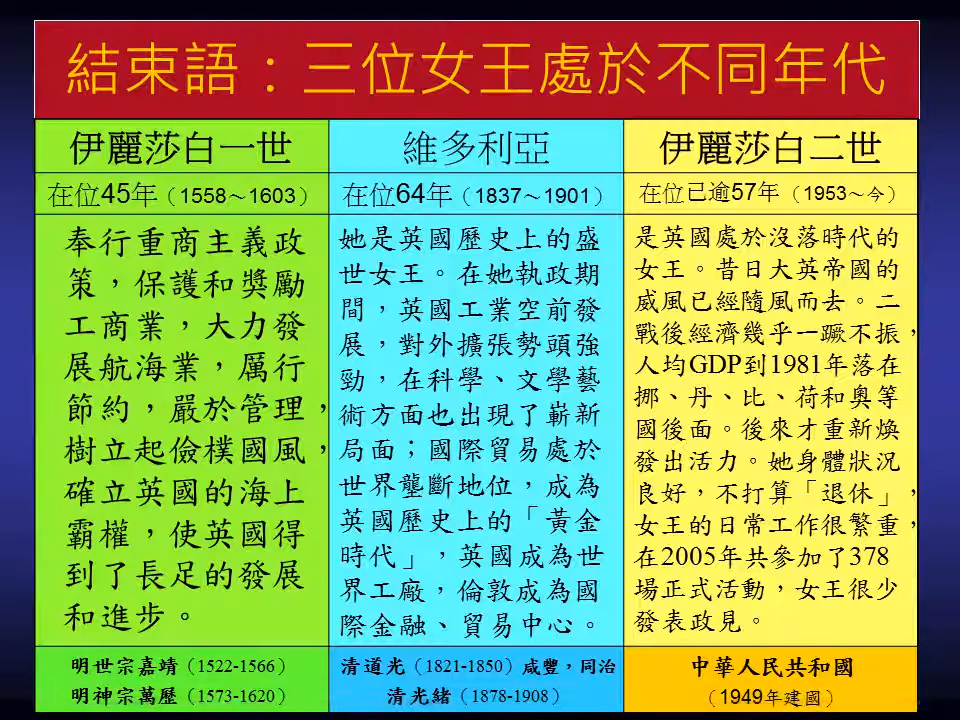 結束語：三位女王處於不同年代
伊麗莎白一世
在位45年（1558～1603）
奉行重商主義政
策，保護和獎勵
工商業，大力發
展航海業，厲行
節約，嚴於管理，
樹立起儉樸國風，
確立英國的海上
霸權，使英國得
到了長足的發展
和進步。
明世宗嘉靖（1522-1566）
明神宗萬歷（1573-1620）
維多利亞
在位64年（1837～1901）
她是英國歷史上的盛
世女王。在她執政期
間，英國工業空前發
展，對外擴張勢頭強
勁，在科學、文學藝
術方面也出現了嶄新
局面；國際貿易處於
世界壟斷地位，成為
英國歷史上的「黃金
時代」，英國成為世
界工廠，倫敦成為國
際金融、貿易中心。
清道光（1821-1850）咸豐，同治
清光緒（1878-1908）
伊麗莎白二世
在位已逾57年（1953～今）
是英國處於沒落時代的
女王。昔日大英帝國的
威風已經隨風而去。二
戰後經濟幾乎一蹶不振，
人均GDP到1981年落在
挪、丹、比、荷和奧等
國後面。後來才重新煥
發出活力。她身體狀況
良好，不打算「退休」，
女王的日常工作很繁重，
在2005年共參加了378
場正式活動，女王很少
發表政見。
中華人民共和國
（1949年建國）